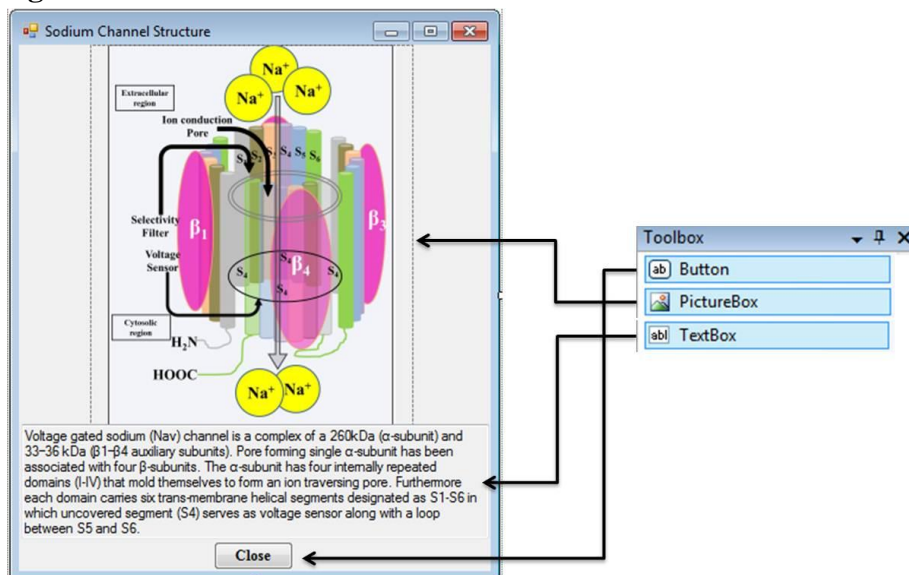 Sodium Channel Structure
Na+
Na+
Na+
Extracellular
region
Ion conduction
Pore
S2
S4
S5
S6
Selectivity
Filter
β1
β3
Voltage
Sensor
β4
S4
S4
S4
S4
Cytosolic
region
H2N
HOOC
Na+
Na+
Voltage gated sodium (Nav) channel is a complex of a 260kDa (α-subunit) and
33-36 kDa (β1-β4 auxiliary subunits). Pore forming single α-subunit has been
associated with four β-subunits. The α-subunit has four internally repeated
domains (I-IV) that mold themselves to form an ion traversing pore. Furthermore
each domain carries six trans-membrane helical segments designated as S1-S6 in
which uncovered segment (S4) serves as voltage sensor along with a loop
between S5 and S6.
Close
Toolbox
ab Button
PictureBox
abl TextBox